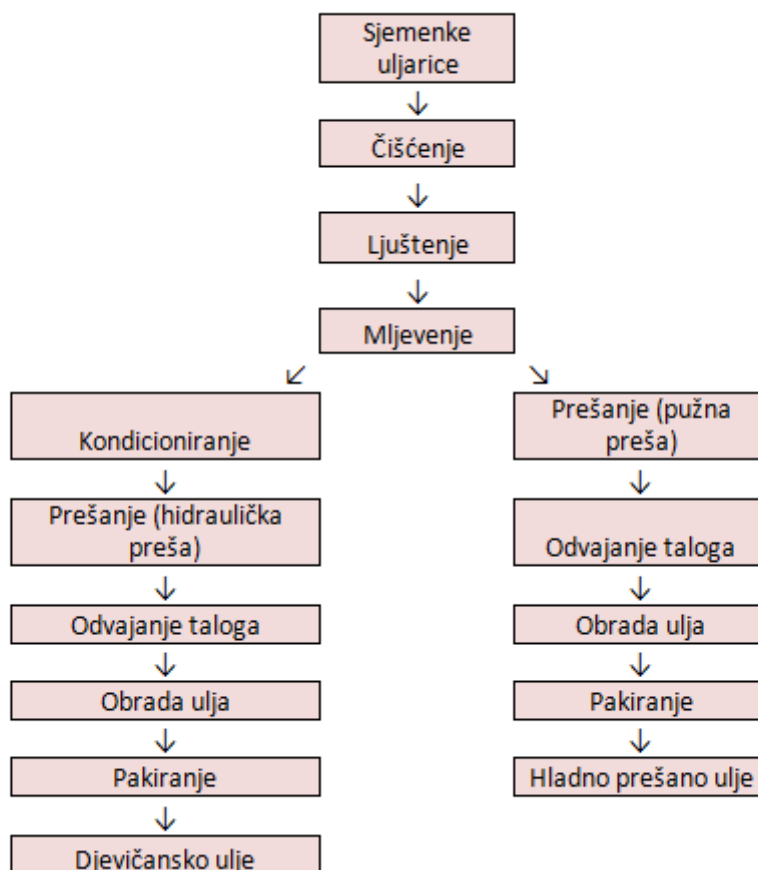 Sjemenke
uljarice
↓
Čišćenje
↓
Ljuštenje
↓
Mljevenje
↙ ↘
Kondicioniranje
↓
Prešanje (hidraulička
preša)
↓
Odvajanje taloga
↓
Obrada ulja
↓
Pakiranje
↓
Djevičansko ulje
Prešanje (pužna
preša)
↓
Odvajanje taloga
↓
Obrada ulja
↓
Pakiranje
↓
Hladno prešano ulje